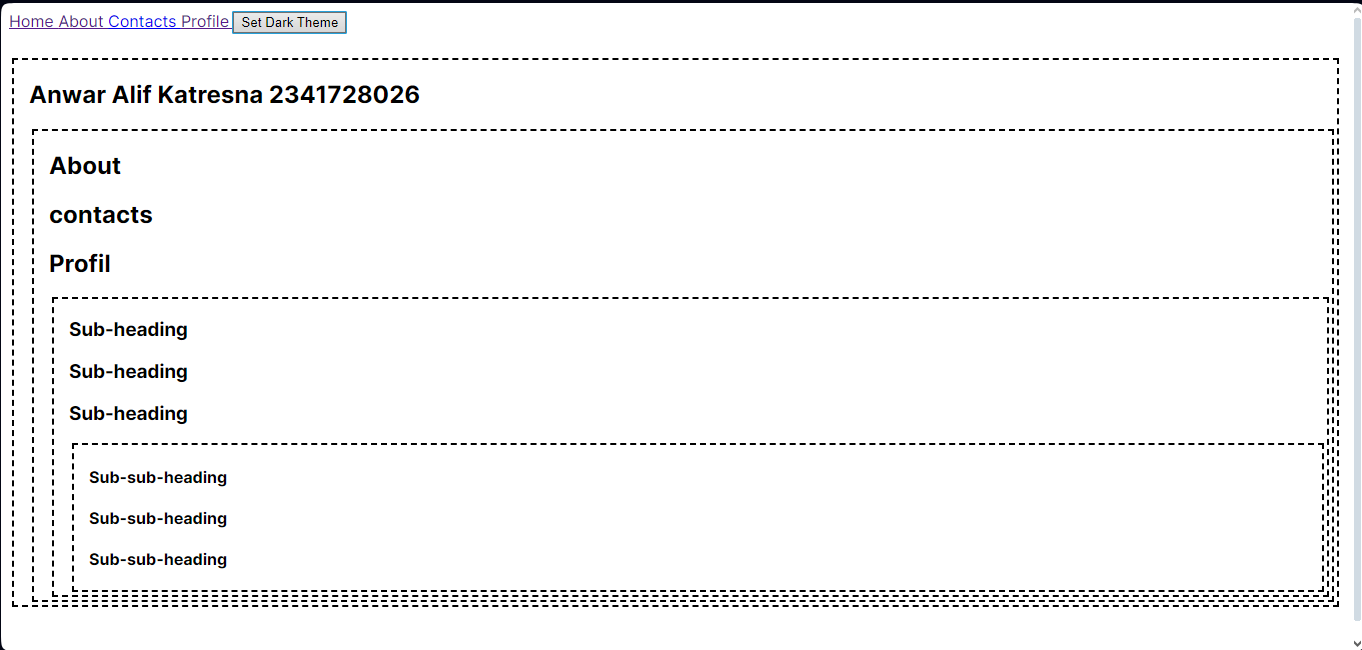 Home About Contacts Profile Set Dark Theme
Anwar Alif Katresna 2341728026
About
contacts
Profil
Sub-heading
Sub-heading
Sub-heading
Sub-sub-heading
Sub-sub-heading
Sub-sub-heading